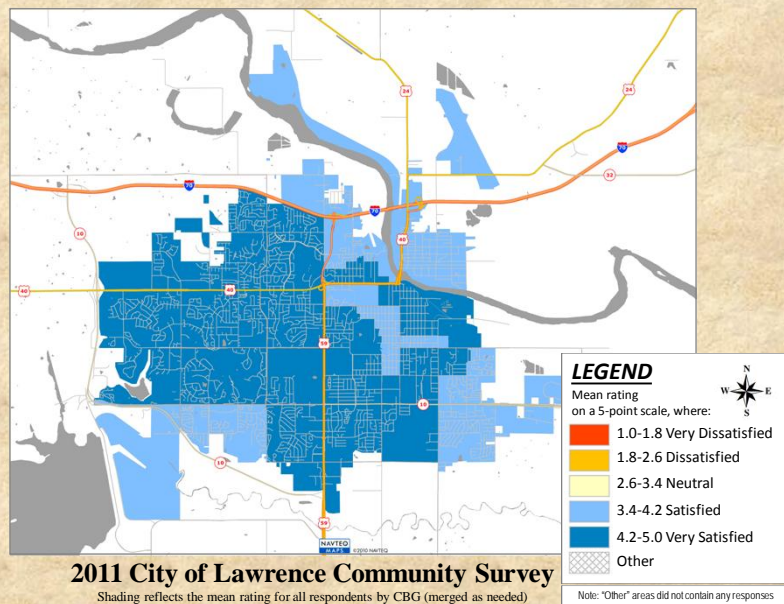 24
24
70
32
70
70
10
40
40
40
59
10
10
59
NAVTEQ
MAPS ©2010 NAVTEQ
LEGEND
N
W E
S
Mean rating
on a 5-point scale, where:
1.0-1.8 Very Dissatisfied
1.8-2.6 Dissatisfied
2.6-3.4 Neutral
3.4-4.2 Satisfied
4.2-5.0 Very Satisfied
Other
2011 City of Lawrence Community Survey
Shading reflects the mean rating for all respondents by CBG (merged as needed)
Note: "Other" areas did not contain any responses